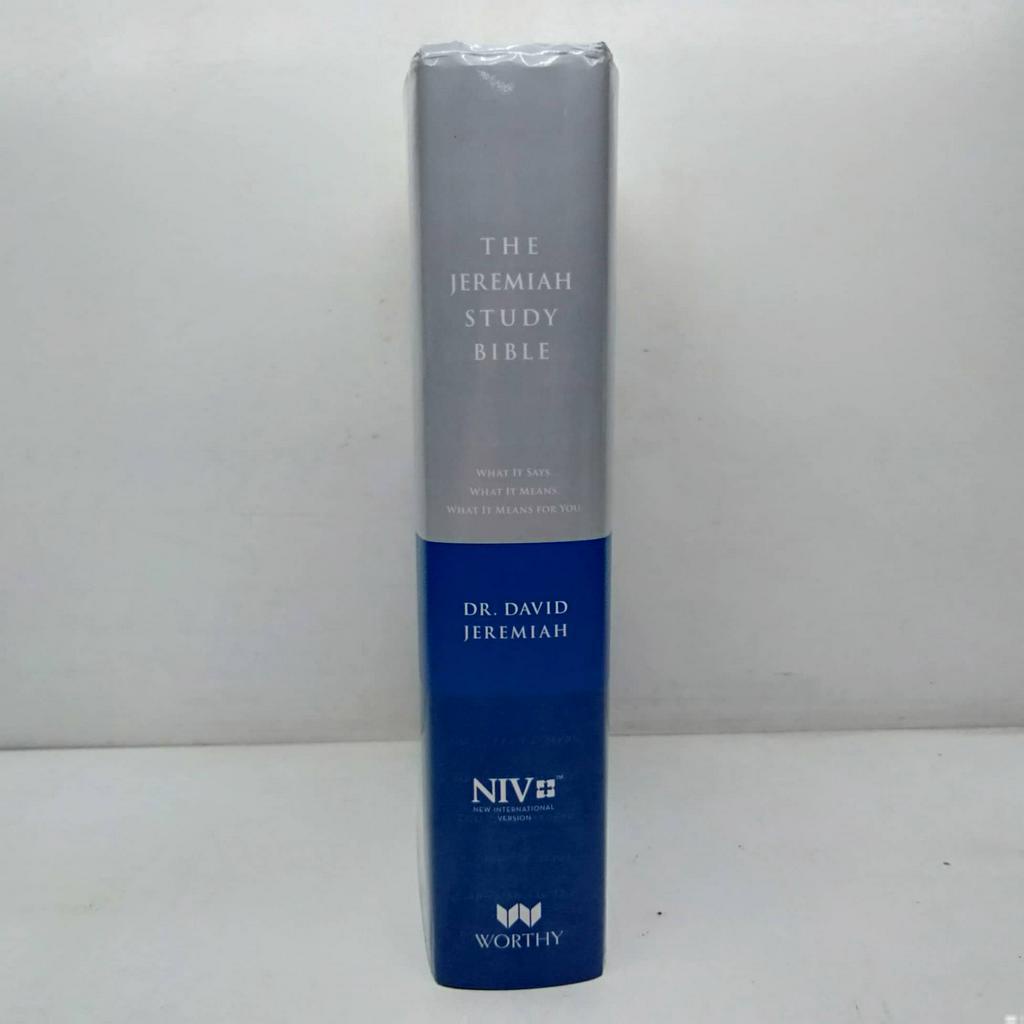 THE
JEREMIAH
STUDY
BIBLE
WHAT IT SAYS.
WHAT IT MEANS.
WHAT IT MEANS FOR YOU.
DR. DAVID
JEREMIAH
NIV™
NEW INTERNATIONAL
VERSION
WORTHY